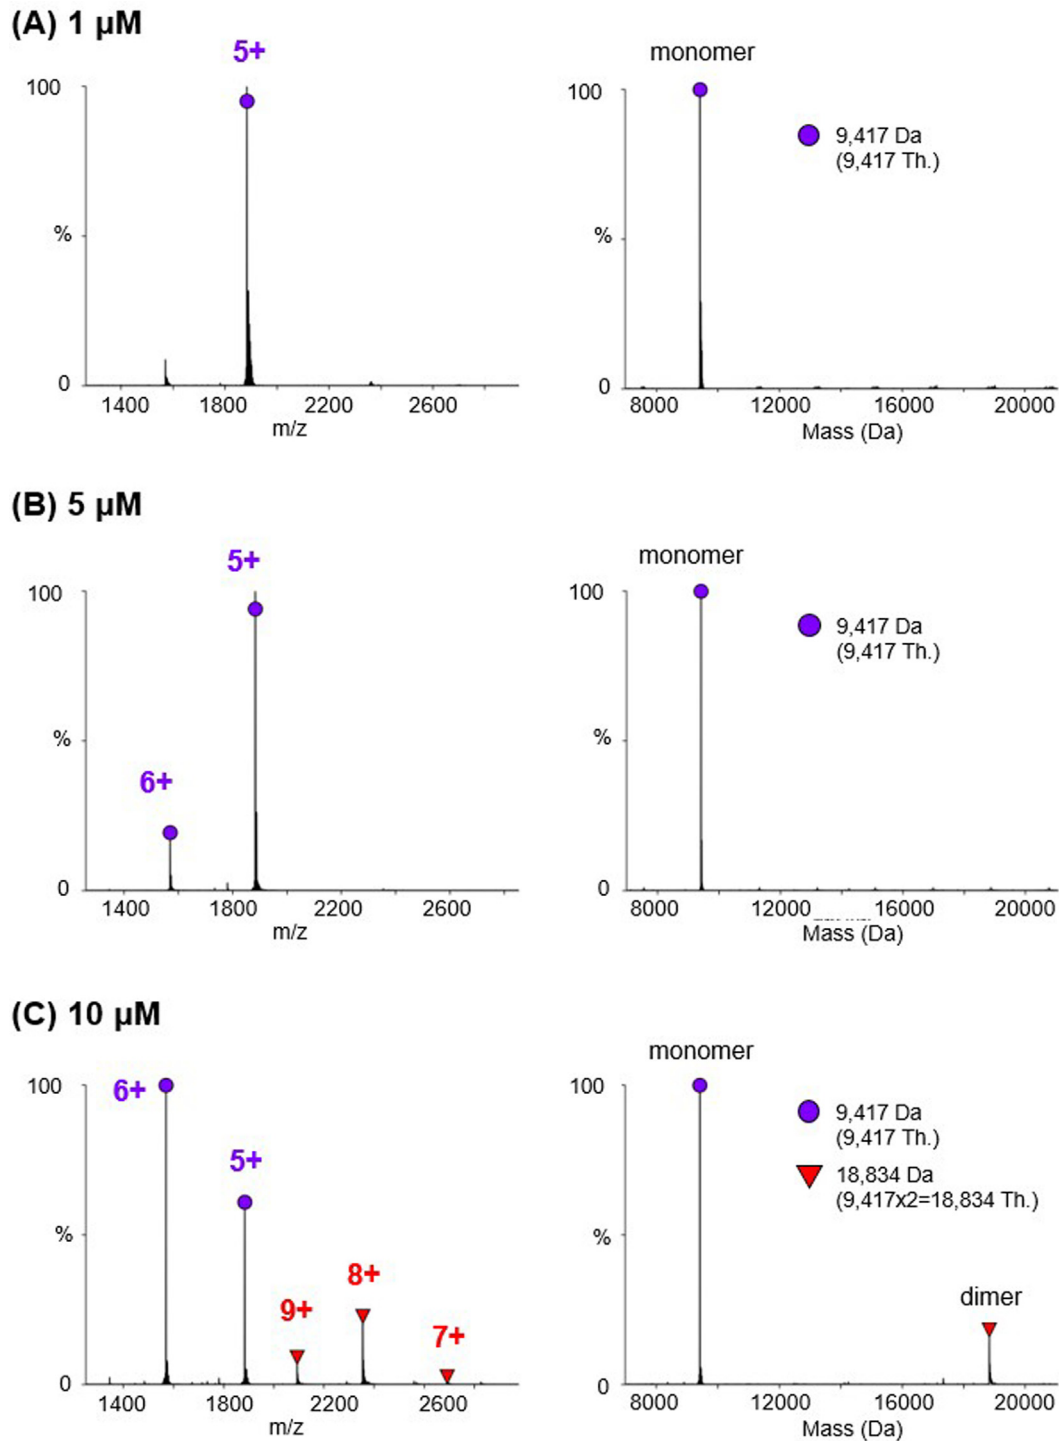 (A) 1 µM
5+
monomer
100
%
0
1400 1800 2200 2600
m/z
100
%
0
9,417 Da
(9,417 Th.)
8000 12000 16000 20000
Mass (Da)
(B) 5 µM
5+
6+
monomer
100
%
0
1400 1800 2200 2600
m/z
100
%
0
9,417 Da
(9,417 Th.)
8000 12000 16000 20000
Mass (Da)
(C) 10 µM
6+
5+
9+
8+
7+
100
%
0
1400 1800 2200 2600
m/z
monomer
100
%
0
9,417 Da
(9,417 Th.)
18,834 Da
(9,417x2=18,834 Th.)
dimer
8000 12000 16000 20000
Mass (Da)